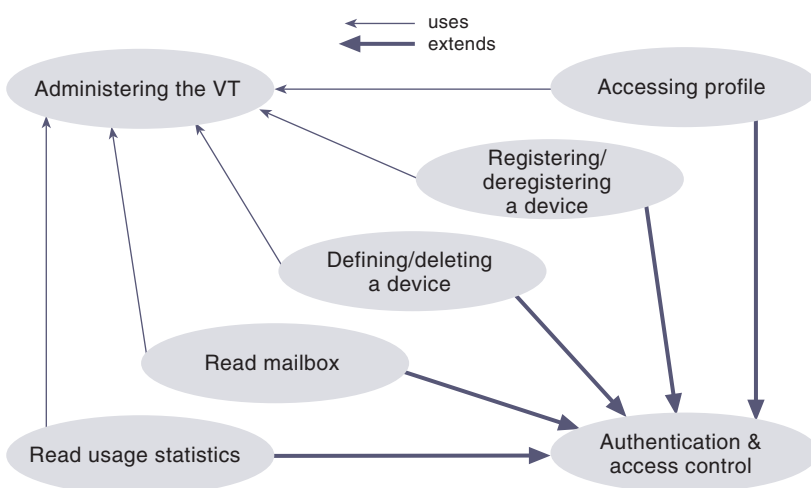 uses
extends
Administering the VT
Accessing profile
Registering/
deregistering
a device
Defining/deleting
a device
Read mailbox
Read usage statistics
Authentication &
access control